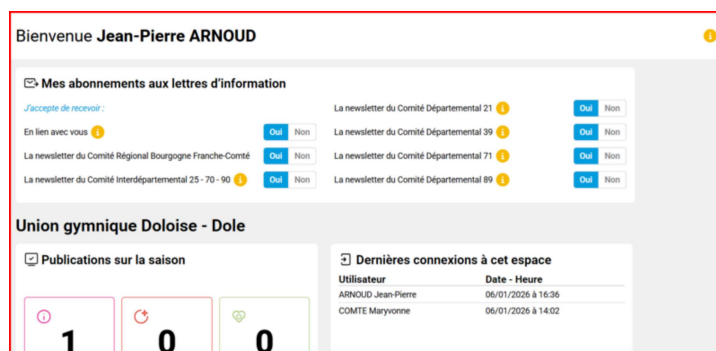 Bienvenue Jean-Pierre ARNOUD
Mes abonnements aux lettres d'information
J'accepte de recevoir :
En lien avec vous Oui Non
La newsletter du Comité Régional Bourgogne Franche-Comté Oui Non
La newsletter du Comité Interdépartemental 25 - 70 - 90 Oui Non
La newsletter du Comité Départemental 21 Oui Non
La newsletter du Comité Départemental 39 Oui Non
La newsletter du Comité Départemental 71 Oui Non
La newsletter du Comité Départemental 89 Oui Non
Union gymnique Doloise - Dole
Publications sur la saison
1 0 0
Dernières connexions à cet espace
Utilisateur Date - Heure
ARNOUD Jean-Pierre 06/01/2026 à 16:36
COMTE Maryvonne 06/01/2026 à 14:02